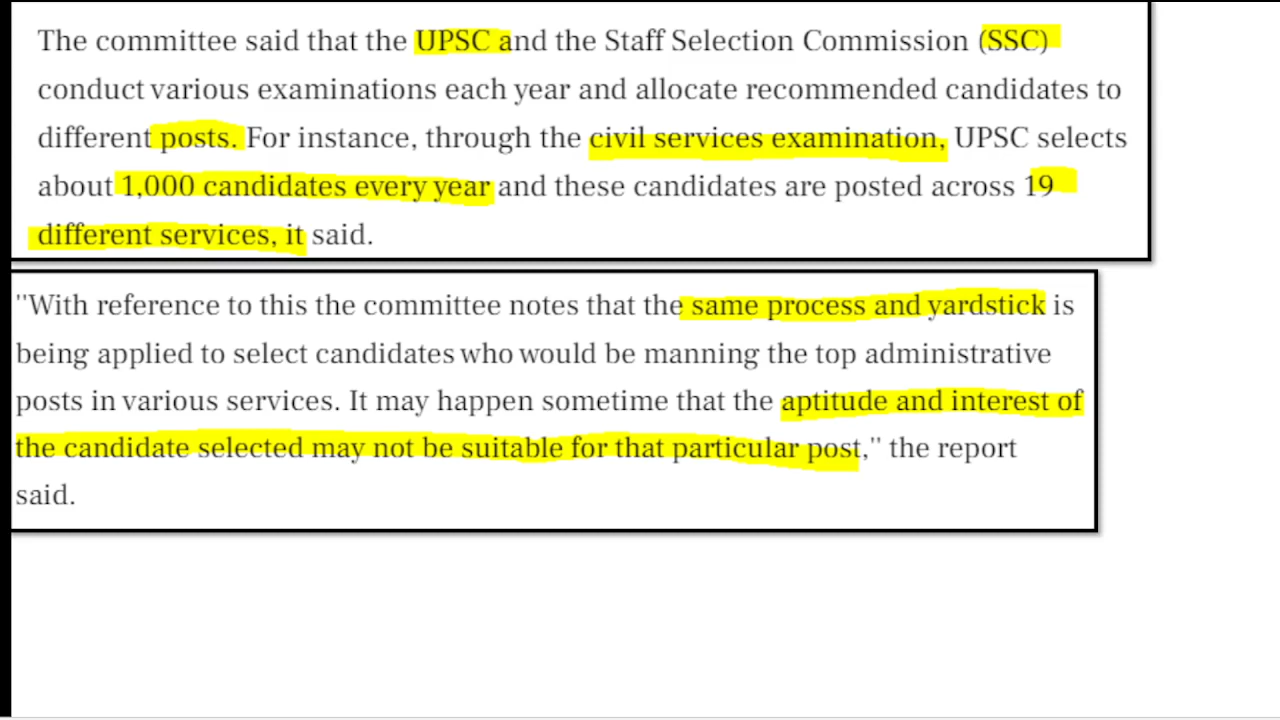 The committee said that the UPSC and the Staff Selection Commission (SSC)
conduct various examinations each year and allocate recommended candidates to
different posts. For instance, through the civil services examination, UPSC selects
about 1,000 candidates every year and these candidates are posted across 19
different services, it said.
"With reference to this the committee notes that the same process and yardstick is
being applied to select candidates who would be manning the top administrative
posts in various services. It may happen sometime that the aptitude and interest of
the candidate selected may not be suitable for that particular post," the report
said.